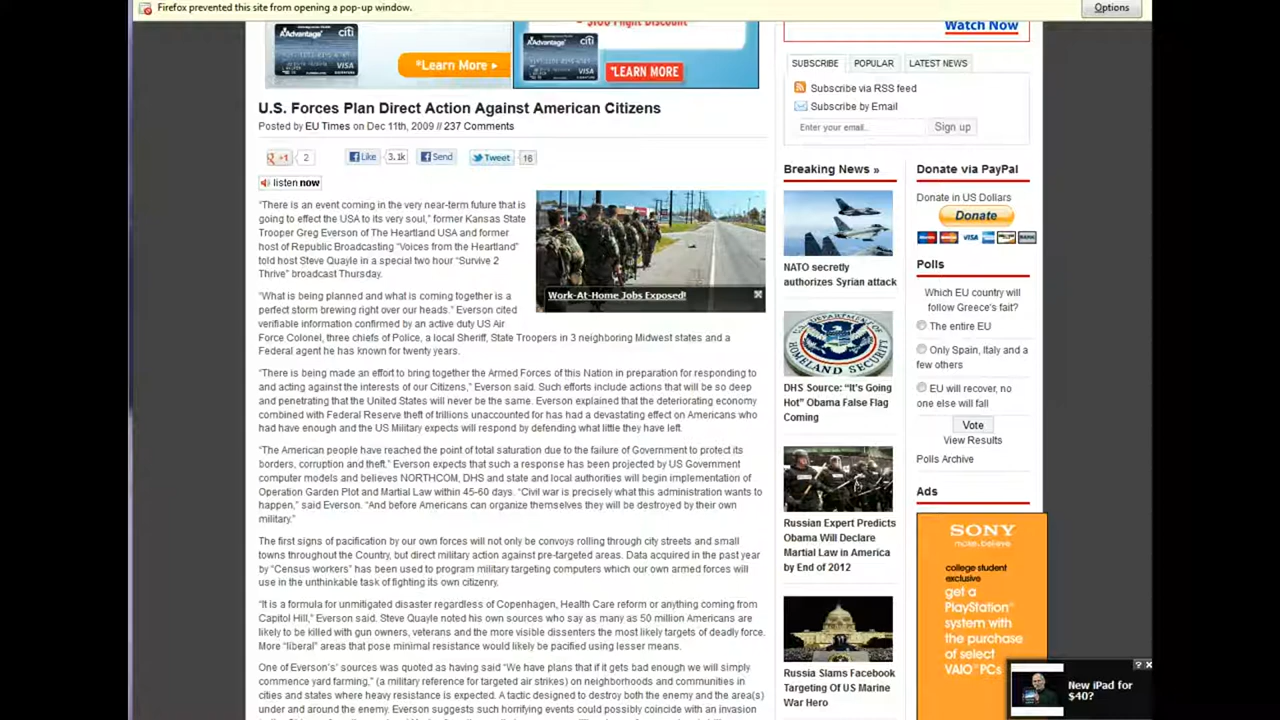 Firefox prevented this site from opening a pop-up window.
Options
citi
AAdvantage
VISA
*Learn More ▸
Flight Discount
citi
AAdvantage
VISA
*LEARN MORE
Watch Now
SUBSCRIBE POPULAR LATEST NEWS
Subscribe via RSS feed
Subscribe by Email
Enter your email... Sign up
U.S. Forces Plan Direct Action Against American Citizens
Posted by EU Times on Dec 11th, 2009 // 237 Comments
+1 2 Like 3.1k Send Tweet 16
listen now
“There is an event coming in the very near-term future that is
going to effect the USA to its very soul,” former Kansas State
Trooper Greg Everson of The Heartland USA and former
host of Republic Broadcasting “Voices from the Heartland”
told host Steve Quayle in a special two hour “Survive 2
Thrive” broadcast Thursday.
“What is being planned and what is coming together is a
perfect storm brewing right over our heads.” Everson cited
verifiable information confirmed by an active duty US Air
Force Colonel, three chiefs of Police, a local Sheriff, State Troopers in 3 neighboring Midwest states and a
Federal agent he has known for twenty years.
Work-At-Home Jobs Exposed!
“There is being made an effort to bring together the Armed Forces of this Nation in preparation for responding to
and acting against the interests of our Citizens,” Everson said. Such efforts include actions that will be so deep
and penetrating that the United States will never be the same. Everson explained that the deteriorating economy
combined with Federal Reserve theft of trillions unaccounted for has had a devastating effect on Americans who
had have enough and the US Military expects will respond by defending what little they have left.
“The American people have reached the point of total saturation due to the failure of Government to protect its
borders, corruption and theft.” Everson expects that such a response has been projected by US Government
computer models and believes NORTHCOM, DHS and state and local authorities will begin implementation of
Operation Garden Plot and Martial Law within 45-60 days. “Civil war is precisely what this administration wants to
happen,” said Everson. “And before Americans can organize themselves they will be destroyed by their own
military.”
The first signs of pacification by our own forces will not only be convoys rolling through city streets and small
towns throughout the Country, but direct military action against pre-targeted areas. Data acquired in the past year
by “Census workers” has been used to program military targeting computers which our own armed forces will
use in the unthinkable task of fighting its own citizenry.
“It is a formula for unmitigated disaster regardless of Copenhagen, Health Care reform or anything coming from
Capitol Hill,” Everson said. Steve Quayle noted his own sources who say as many as 50 million Americans are
likely to be killed with gun owners, veterans and the more visible dissenters the most likely targets of deadly force.
More “liberal” areas that pose minimal resistance would likely be pacified using lesser means.
One of Everson’s’ sources was quoted as having said “We have plans that if it gets bad enough we will simply
commence yard farming,” (a military reference for targeted air strikes) on neighborhoods and communities in
cities and states where heavy resistance is expected. A tactic designed to destroy both the enemy and the area(s)
under and around the enemy. Everson suggests such horrifying events could possibly coincide with an invasion
Breaking News »
NATO secretly
authorizes Syrian attack
U.S. DEPARTMENT OF
HOMELAND SECURITY
DHS Source: “It’s Going
Hot” Obama False Flag
Coming
Russian Expert Predicts
Obama Will Declare
Martial Law in America
by End of 2012
Russia Slams Facebook
Targeting Of US Marine
War Hero
Donate via PayPal
Donate in US Dollars
Donate
VISA
Polls
Which EU country will
follow Greece's fait?
The entire EU
Only Spain, Italy and a
few others
EU will recover, no
one else will fall
Vote
View Results
Polls Archive
Ads
SONY
make.believe
college student
exclusive
get a
PlayStation®
system with
the purchase
of select
VAIO® PCs
? x
New iPad for
$40?